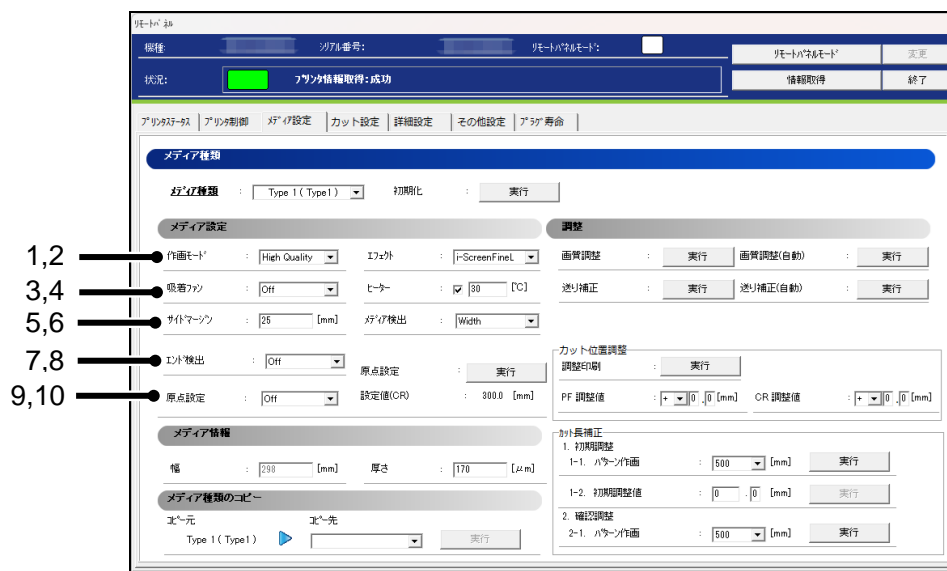 リモートパネル
機種: シリアル番号: リモートパネルモード: リモートパネルモード 変更
状況: プリンタ情報取得:成功 情報取得 終了
プリンタステータス プリンタ制御 メディア設定 カット設定 詳細設定 その他設定 プラグ寿命
メディア種類
メディア種類 : Type 1 ( Type1 ) 初期化 : 実行
メディア設定 調整
1,2 作画モード : High Quality エフェクト : i-ScreenFineL 画質調整 : 実行 画質調整(自動) : 実行
3,4 吸着ファン : Off ヒーター : 30 [℃] 送り補正 : 実行 送り補正(自動) : 実行
5,6 サイドマージン : 25 [mm] メディア検出 : Width
7,8 エンド検出 : Off 原点設定 : 実行
カット位置調整
調整印刷 : 実行
9,10 原点設定 : Off 設定値(CR) : 300.0 [mm] PF 調整値 : + 0 .0 [mm] CR 調整値 : + 0 .0 [mm]
メディア情報
幅 : 298 [mm] 厚さ : 170 [μm]
カット長補正
1. 初期調整
1-1. パターン作画 : 500 [mm] 実行
1-2. 初期調整値 : 0 .0 [mm] 実行
2. 確認調整
2-1. パターン作画 : 500 [mm] 実行
メディア種類のコピー
コピー元 コピー先
Type 1 ( Type1 ) 実行